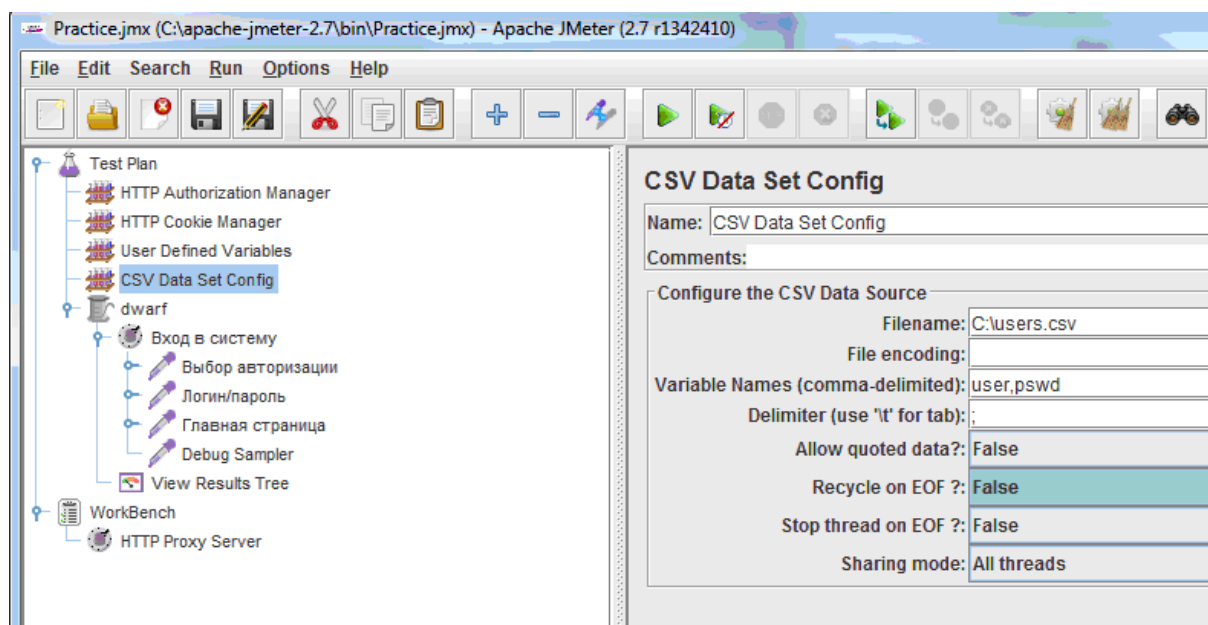 Practice.jmx (C:\apache-jmeter-2.7\bin\Practice.jmx) - Apache JMeter (2.7 r1342410)
File Edit Search Run Options Help
Test Plan
HTTP Authorization Manager
HTTP Cookie Manager
User Defined Variables
CSV Data Set Config
dwarf
Вход в систему
Выбор авторизации
Логин/пароль
Главная страница
Debug Sampler
View Results Tree
WorkBench
HTTP Proxy Server
CSV Data Set Config
Name: CSV Data Set Config
Comments:
Configure the CSV Data Source
Filename: C:\users.csv
File encoding:
Variable Names (comma-delimited): user,pswd
Delimiter (use '\t' for tab): ;
Allow quoted data?: False
Recycle on EOF ?: False
Stop thread on EOF ?: False
Sharing mode: All threads